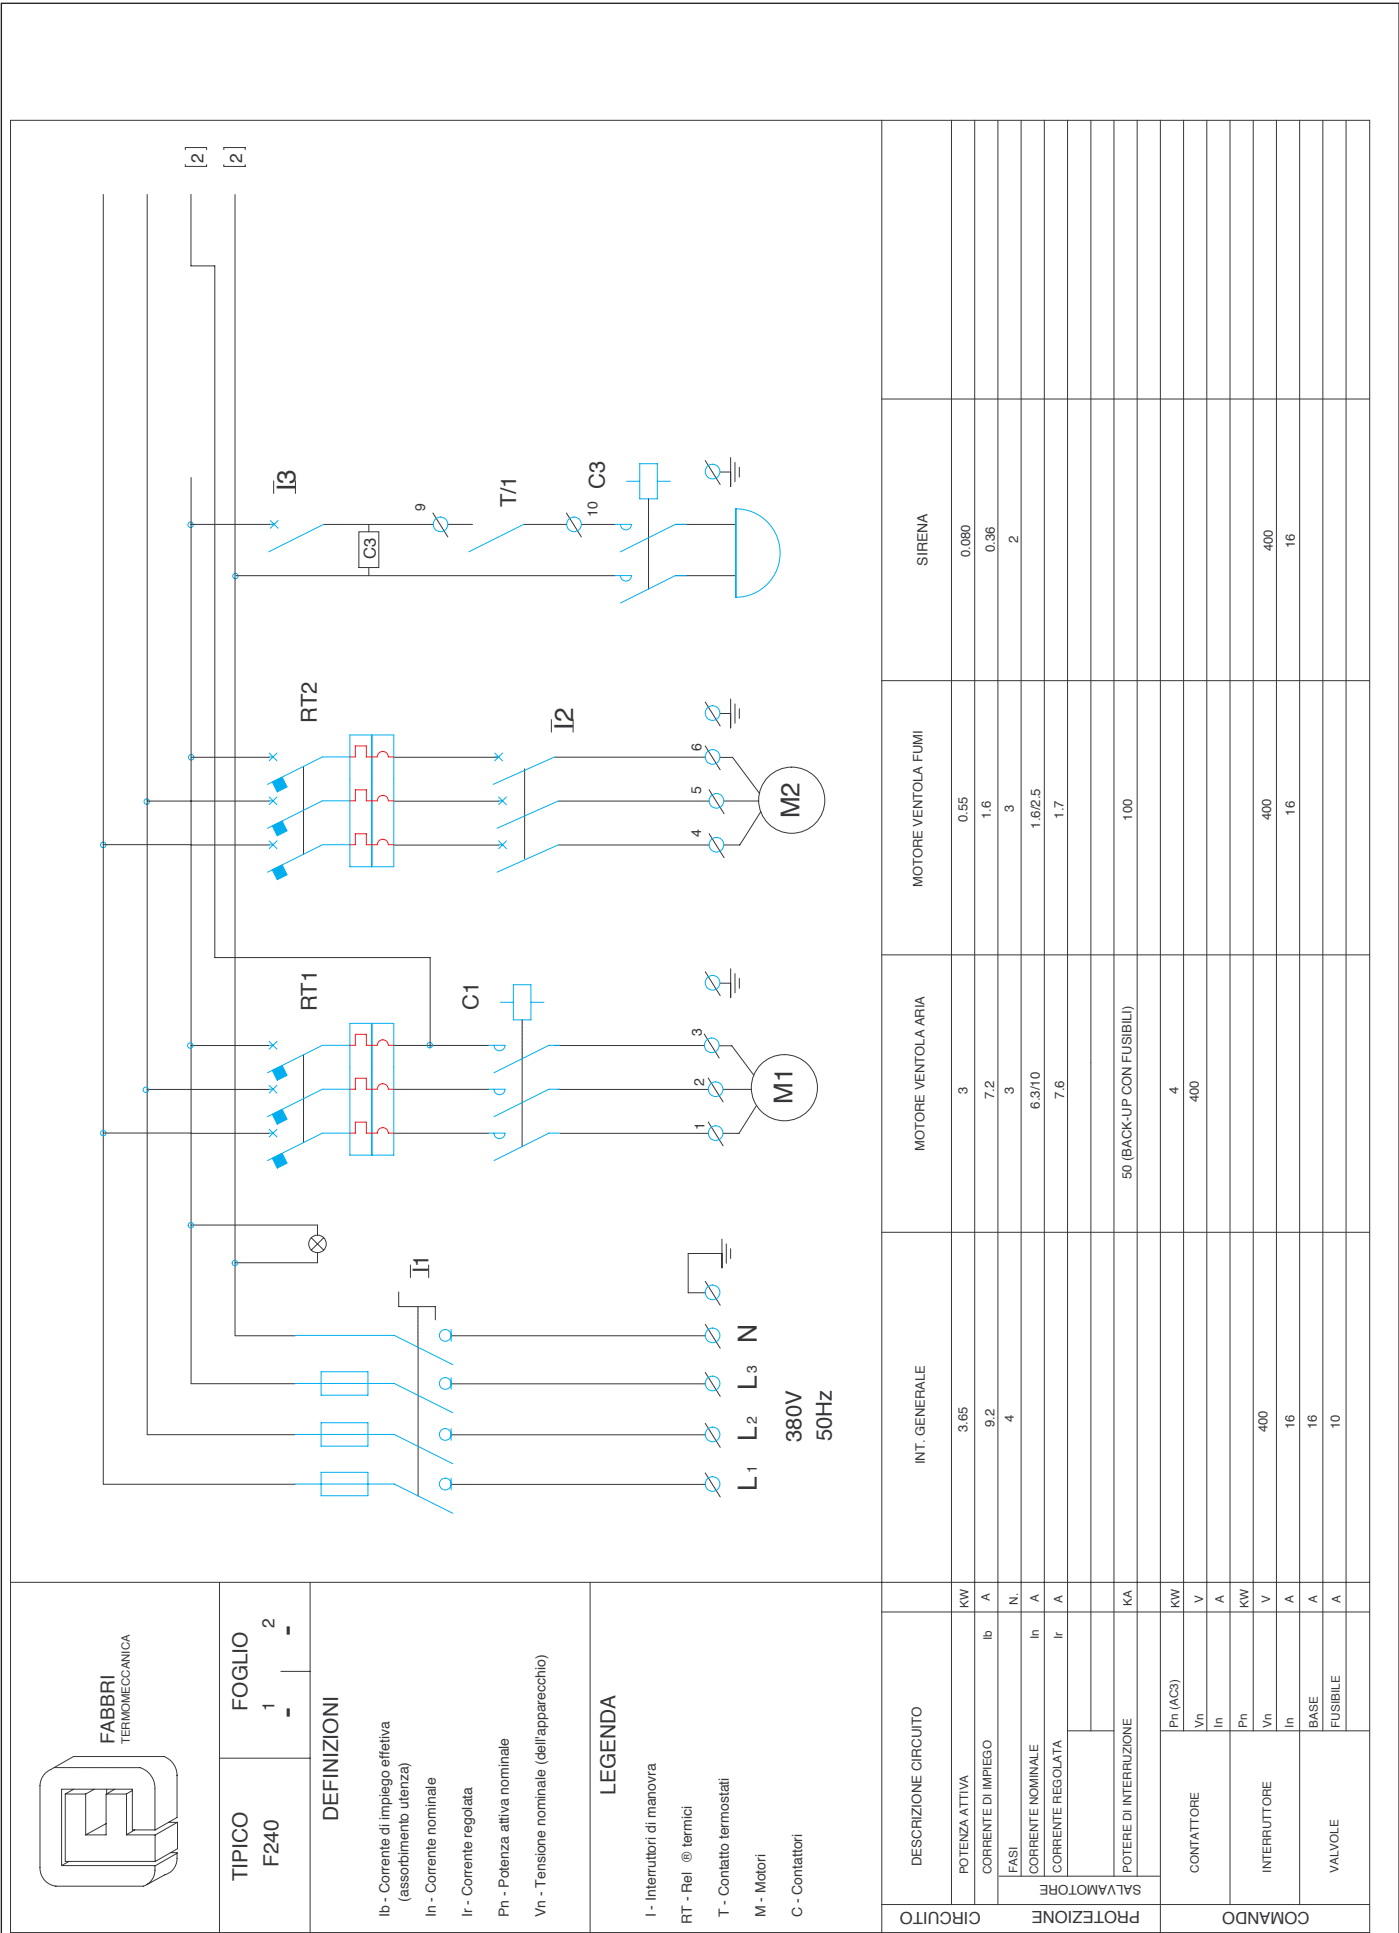 FABBRI
TERMOMECCANICA
TIPICO
F240
FOGLIO
1
2
-
-
DEFINIZIONI
Ib - Corrente di impiego effetiva
(assorbimento utenza)
In - Corrente nominale
Ir - Corrente regolata
Pn - Potenza attiva nominale
Vn - Tensione nominale (dell'apparecchio)
LEGENDA
I - Interruttori di manovra
RT - Rel ® termici
T - Contatto termostati
M - Motori
C - Contattori
[2]
[2]
I1
RT1
C1
RT2
I2
I3
C3
9
T/1
10
C3
1
2
3
M1
4
5
6
M2
L1
L2
L3
N
380V
50Hz
CIRCUITO
DESCRIZIONE CIRCUITO INT. GENERALE MOTORE VENTOLA ARIA MOTORE VENTOLA FUMI SIRENA
POTENZA ATTIVA KW 3.65 3 0.55 0.080
CORRENTE DI IMPIEGO Ib A 9.2 7.2 1.6 0.36
PROTEZIONE
SALVAMOTORE
FASI N. 4 3 3 2
CORRENTE NOMINALE In A 6.3/10 1.6/2.5
CORRENTE REGOLATA Ir A 7.6 1.7
POTERE DI INTERRUZIONE KA 50 (BACK-UP CON FUSIBILI) 100
COMANDO
CONTATTORE
Pn (AC3) KW 4
Vn V 400
In A
INTERRUTTORE
Pn KW
Vn V 400 400 400
In A 16 16 16
VALVOLE
BASE A 16
FUSIBILE A 10